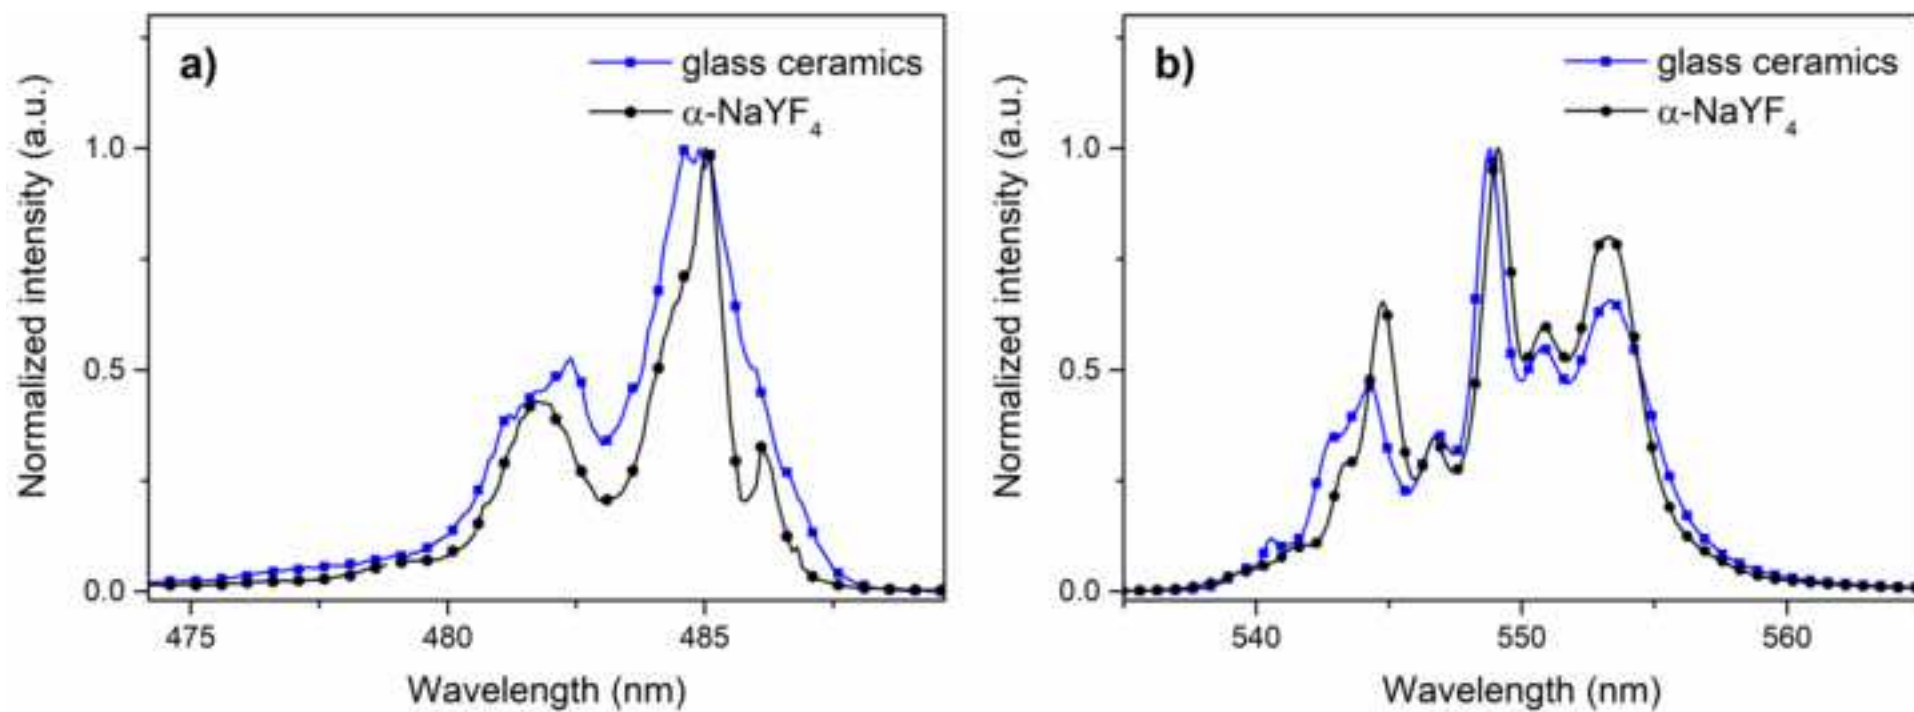 a)
glass ceramics
α-NaYF₄
Normalized intensity (a.u.)
1.0
0.5
0.0
475
480
485
Wavelength (nm)
b)
glass ceramics
α-NaYF₄
Normalized intensity (a.u.)
1.0
0.5
0.0
540
550
560
Wavelength (nm)